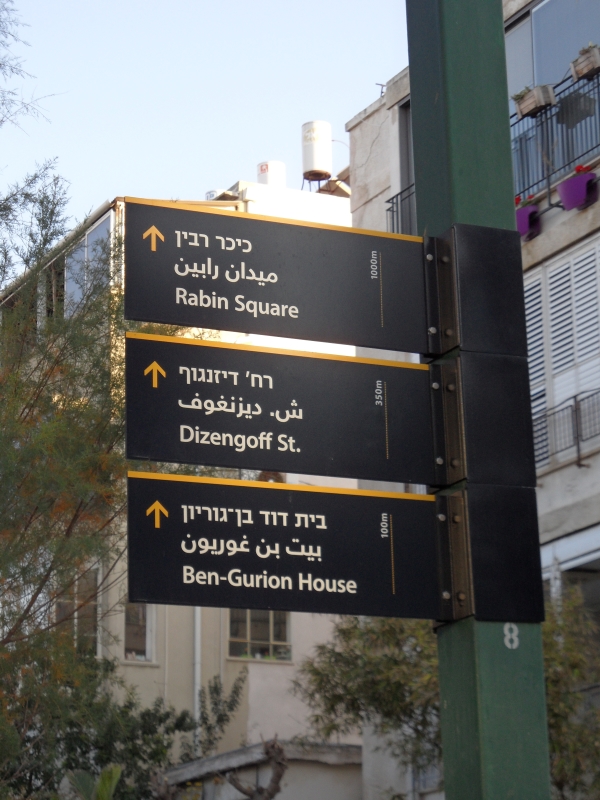 כיכר רבין
ميدان رابين
Rabin Square
1000m
רח׳ דיזנגוף
ش. ديزنغوف
Dizengoff St.
350m
בית דוד בן־גוריון
بيت بن غوريون
Ben-Gurion House
100m
8